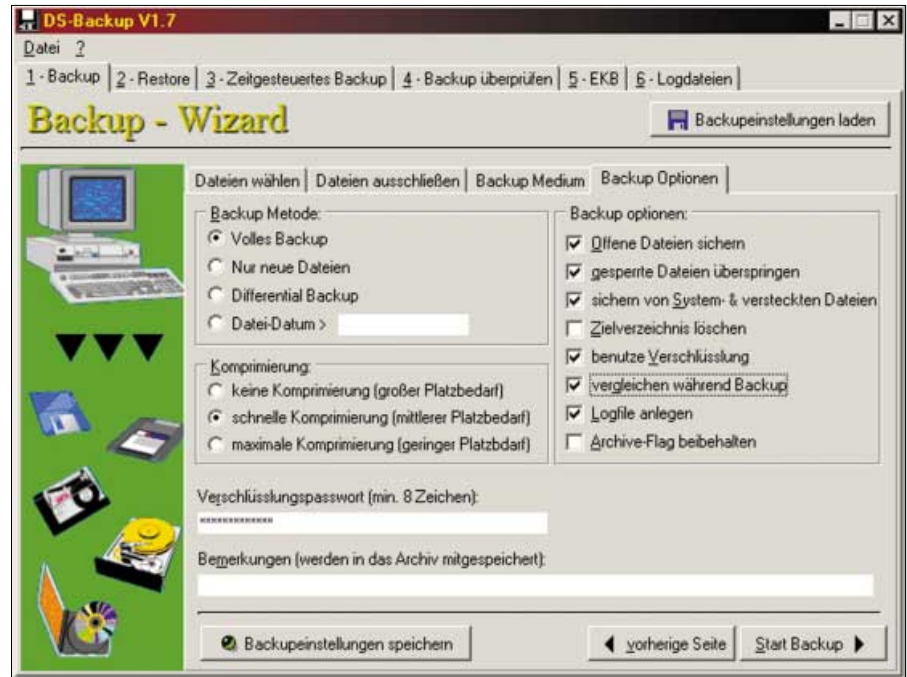 DS-Backup V1.7
Datei ?
1 - Backup 2 - Restore 3 - Zeitgesteuertes Backup 4 - Backup überprüfen 5 - EKB 6 - Logdateien
Backup - Wizard
Backupeinstellungen laden
Dateien wählen Dateien ausschließen Backup Medium Backup Optionen
Backup Metode:
Volles Backup
Nur neue Dateien
Differential Backup
Datei-Datum >
Komprimierung:
keine Komprimierung (großer Platzbedarf)
schnelle Komprimierung (mittlerer Platzbedarf)
maximale Komprimierung (geringer Platzbdarf)
Backup optionen:
Offene Dateien sichern
gesperrte Dateien überspringen
sichern von System- & versteckten Dateien
Zielverzeichnis löschen
benutze Verschlüsslung
vergleichen während Backup
Logfile anlegen
Archive-Flag beibehalten
Verschlüsslungspasswort (min. 8 Zeichen):
*************
Bemerkungen (werden in das Archiv mitgespeichert):
Backupeinstellungen speichern
vorherige Seite
Start Backup